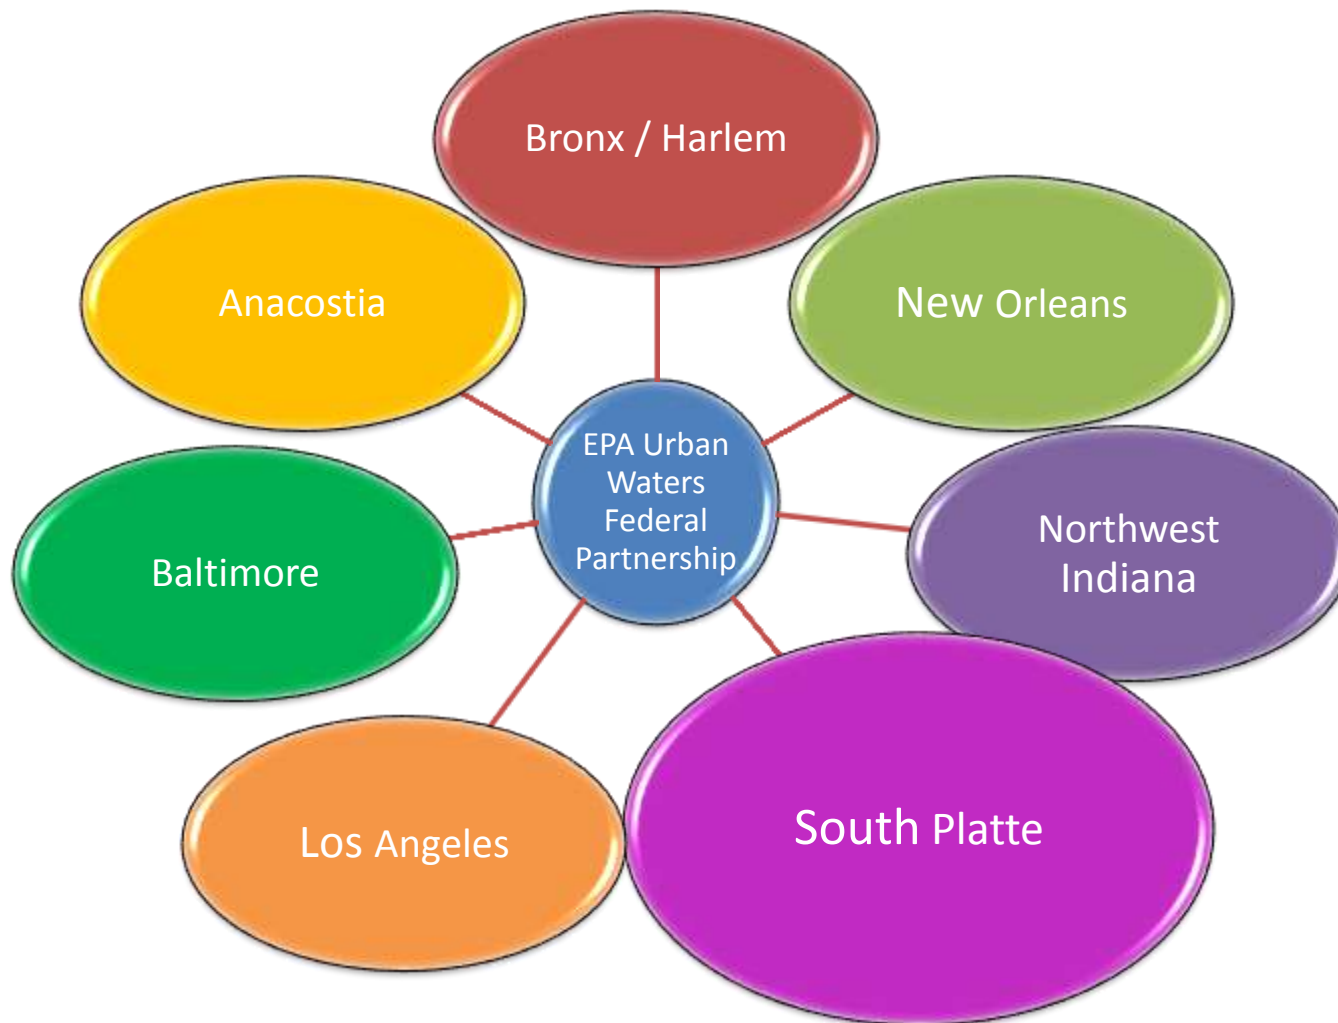 Bronx / Harlem
Anacostia
New Orleans
EPA Urban
Waters
Federal
Partnership
Northwest
Indiana
Baltimore
South Platte
Los Angeles